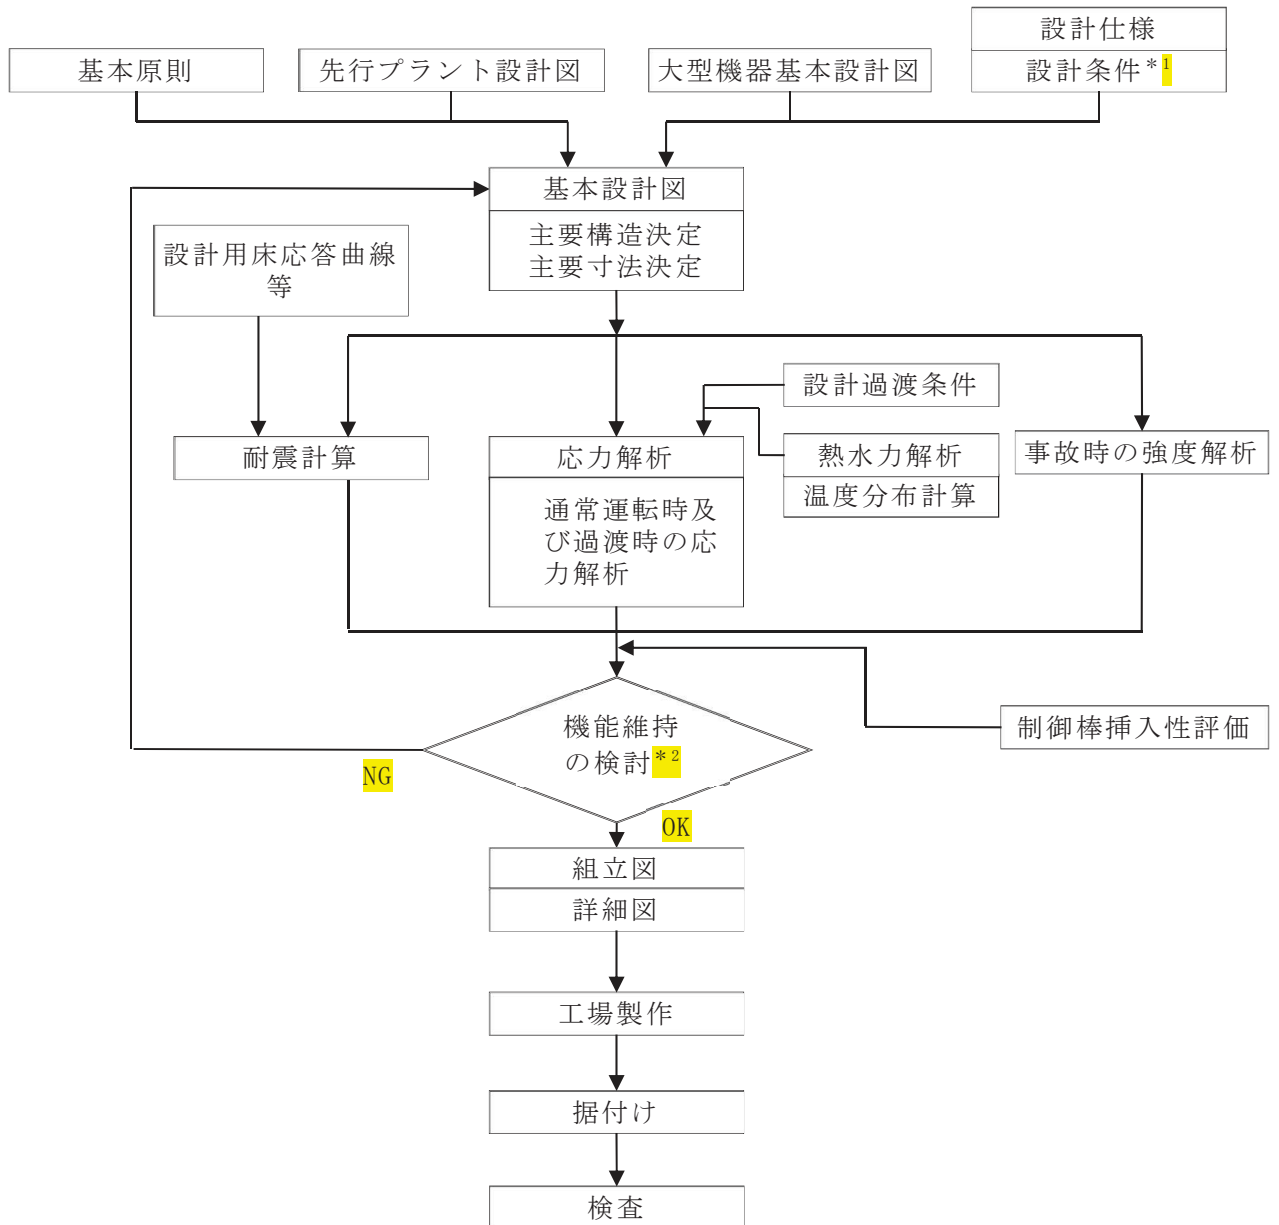 設計仕様
基本原則
先行プラント設計図
大型機器基本設計図
設計条件*1
基本設計図
主要構造決定
主要寸法決定
設計用床応答曲線
等
設計過渡条件
耐震計算
応力解析
熱水力解析
事故時の強度解析
温度分布計算
通常運転時及
び過渡時の応
力解析
機能維持
の検討*2
制御棒挿入性評価
NG
OK
組立図
詳細図
工場製作
据付け
検査